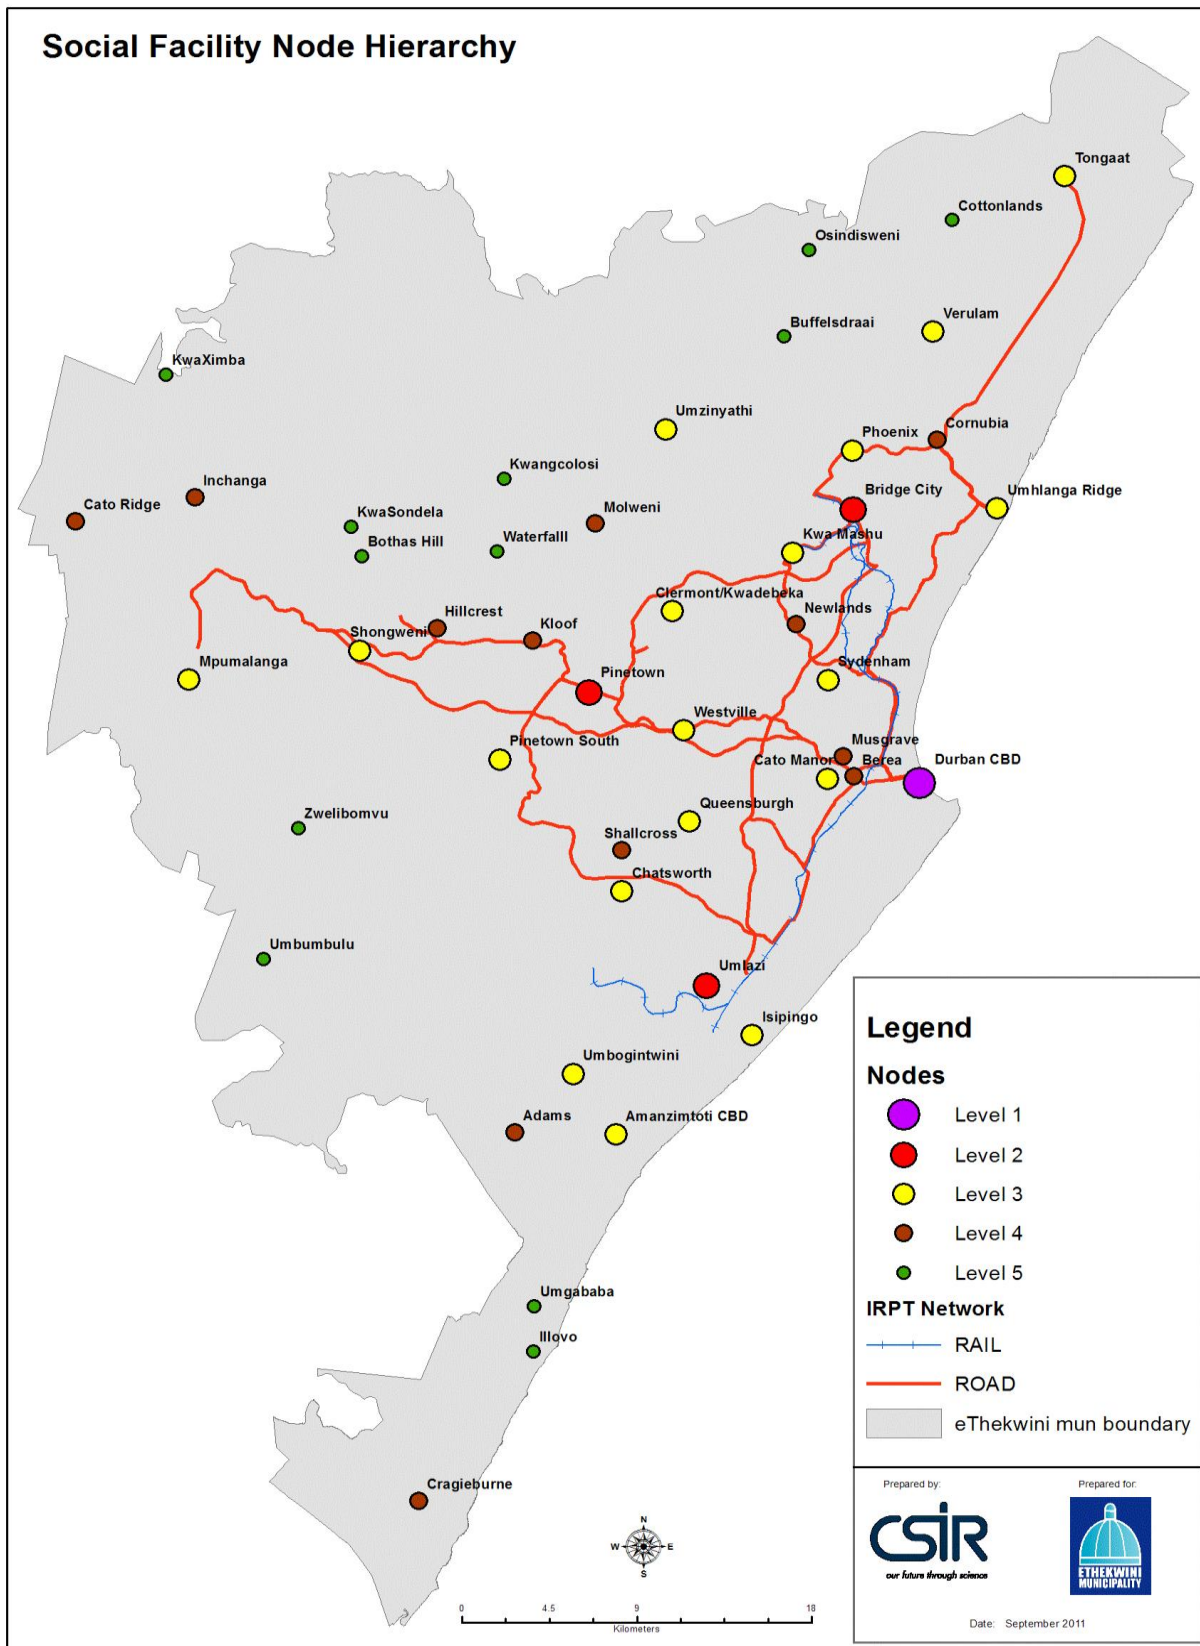 Social Facility Node Hierarchy
Tongaat
Cottonlands
Osindisweni
Verulam
Buffelsdraai
KwaXimba
Umzinyathi
Cornubia
Phoenix
Kwangcolosi
Inchanga
Bridge City
Umhlanga Ridge
Cato Ridge
Molweni
KwaSondela
Kwa Mashu
Waterfalll
Bothas Hill
Clermont/Kwadebeka
Newlands
Hillcrest
Kloof
Shongweni
Mpumalanga
Sydenham
Pinetown
Westville
Pinetown South
Musgrave
Cato Manor
Berea
Durban CBD
Queensburgh
Zwelibomvu
Shallcross
Chatsworth
Umbumbulu
Umlazi
Isipingo
Umbogintwini
Adams
Amanzimtoti CBD
Umgababa
Illovo
Cragieburne
Legend
Nodes
Level 1
Level 2
Level 3
Level 4
Level 5
IRPT Network
RAIL
ROAD
eThekwini mun boundary
Prepared by:
Prepared for:
CSIR
our future through science
ETHEKWINI
MUNICIPALITY
Date: September 2011
N
W E
S
0 4.5 9 18
Kilometers